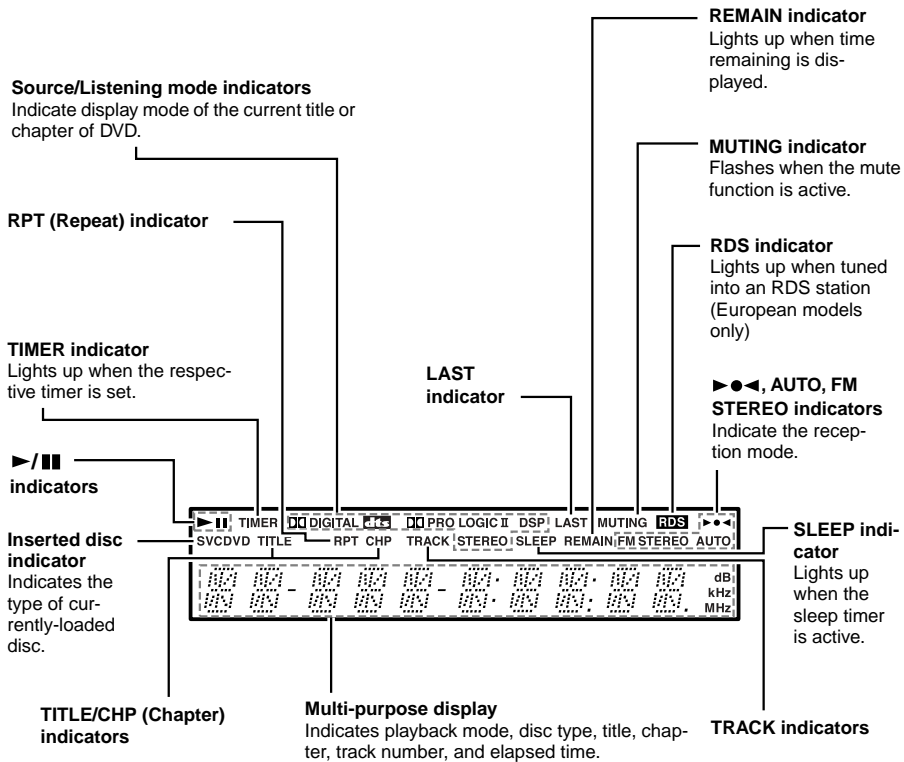 REMAIN indicator
Lights up when time
remaining is dis-
played.
Source/Listening mode indicators
Indicate display mode of the current title or
chapter of DVD.
MUTING indicator
Flashes when the mute
function is active.
RPT (Repeat) indicator
RDS indicator
Lights up when tuned
into an RDS station
(European models
only)
TIMER indicator
Lights up when the respec-
tive timer is set.
LAST
indicator
►●◄, AUTO, FM
STEREO indicators
Indicate the recep-
tion mode.
►/▮▮
indicators
►▮▮ TIMER DIGITAL dts PRO LOGIC II DSP LAST MUTING RDS ►●◄
SVCDVD TITLE RPT CHP TRACK STEREO SLEEP REMAIN FM STEREO AUTO
dB
kHz
MHz
Inserted disc
indicator
Indicates the
type of cur-
rently-loaded
disc.
SLEEP indi-
cator
Lights up
when the
sleep timer
is active.
TITLE/CHP (Chapter)
indicators
Multi-purpose display
Indicates playback mode, disc type, title, chap-
ter, track number, and elapsed time.
TRACK indicators